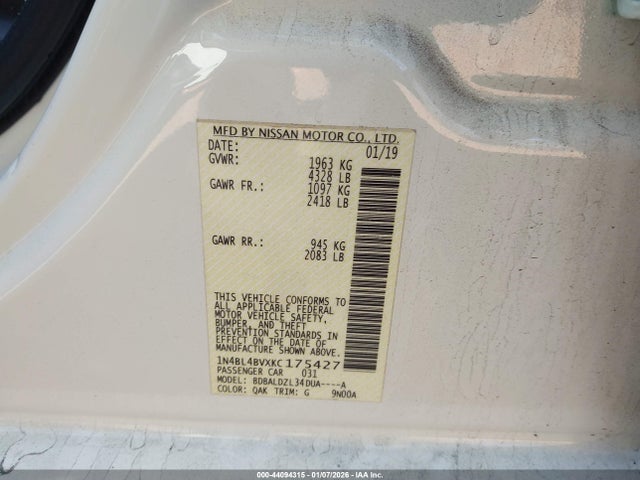 MFD BY NISSAN MOTOR CO., LTD.
DATE: 01/19
GVWR: 1963 KG
4328 LB
GAWR FR.: 1097 KG
2418 LB
GAWR RR.: 945 KG
2083 LB
THIS VEHICLE CONFORMS TO
ALL APPLICABLE FEDERAL
MOTOR VEHICLE SAFETY,
BUMPER, AND THEFT
PREVENTION STANDARDS IN
EFFECT ON THE DATE OF
MANUFACTURE SHOWN ABOVE.
1N4BL4BVXKC175427
PASSENGER CAR 031
MODEL: BDBALDZL34DUA----A
COLOR: QAK TRIM: G 9N00A
000-44094315 - 01/07/2026 - IAA Inc.